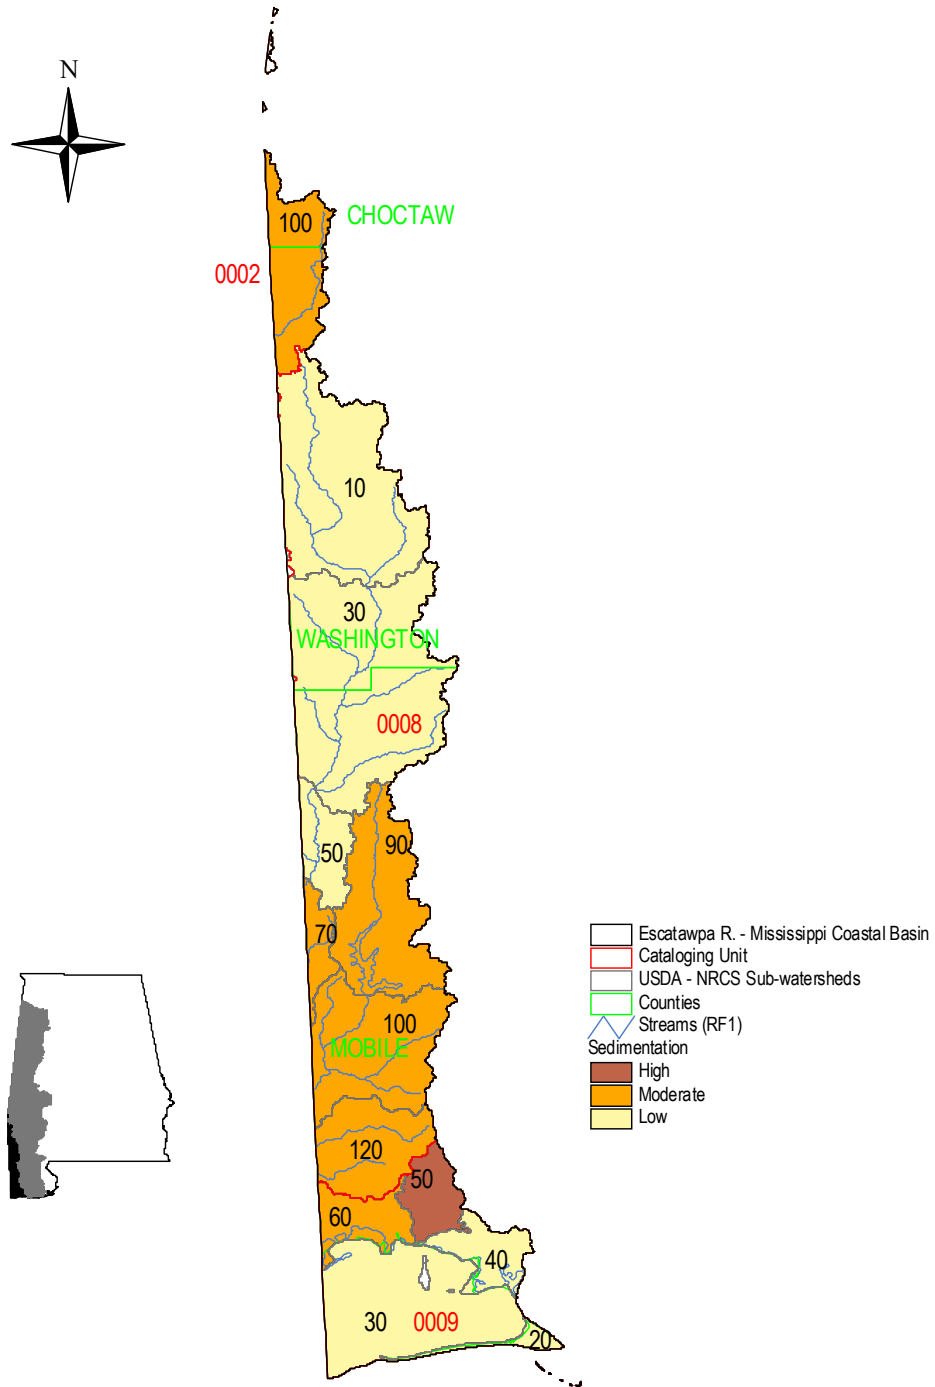 N
100
CHOCTAW
0002
10
30
WASHINGTON
0008
50
90
70
100
MOBILE
120
50
60
40
30
0009
20
Escatawpa R. - Mississippi Coastal Basin
Cataloging Unit
USDA - NRCS Sub-watersheds
Counties
Streams (RF1)
Sedimentation
High
Moderate
Low